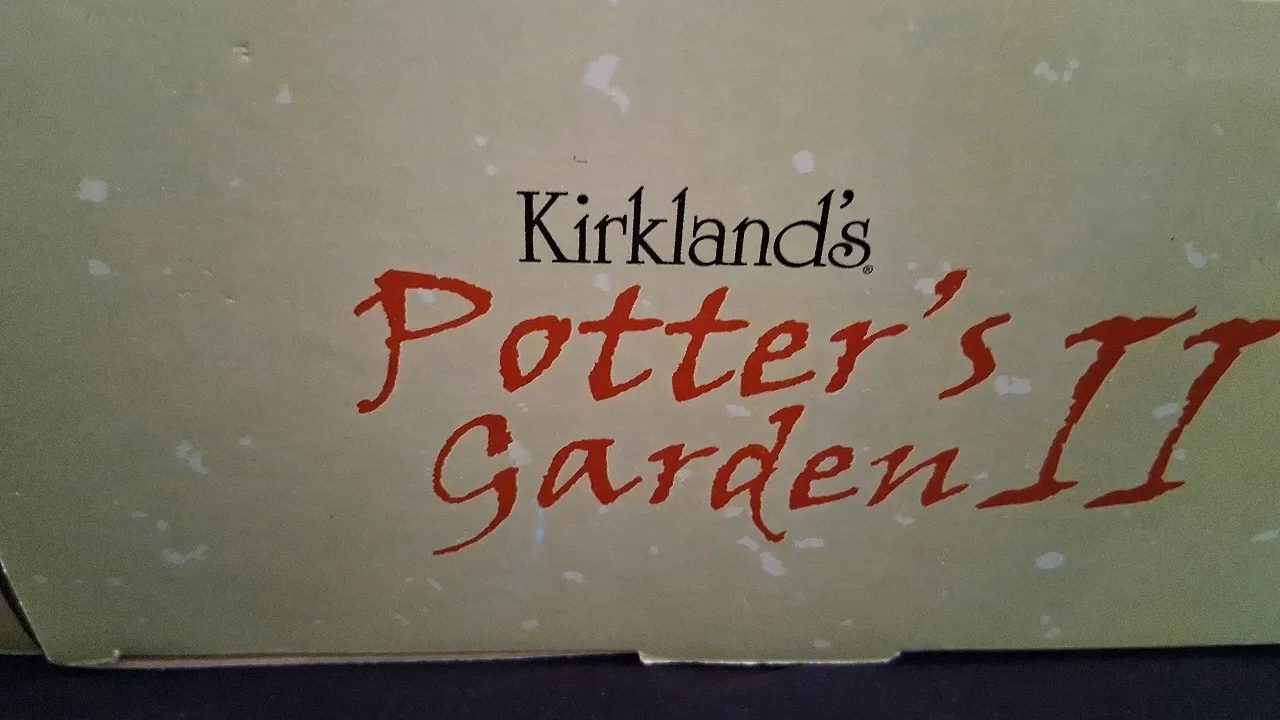 Kirkland's®
Potter's II
Garden